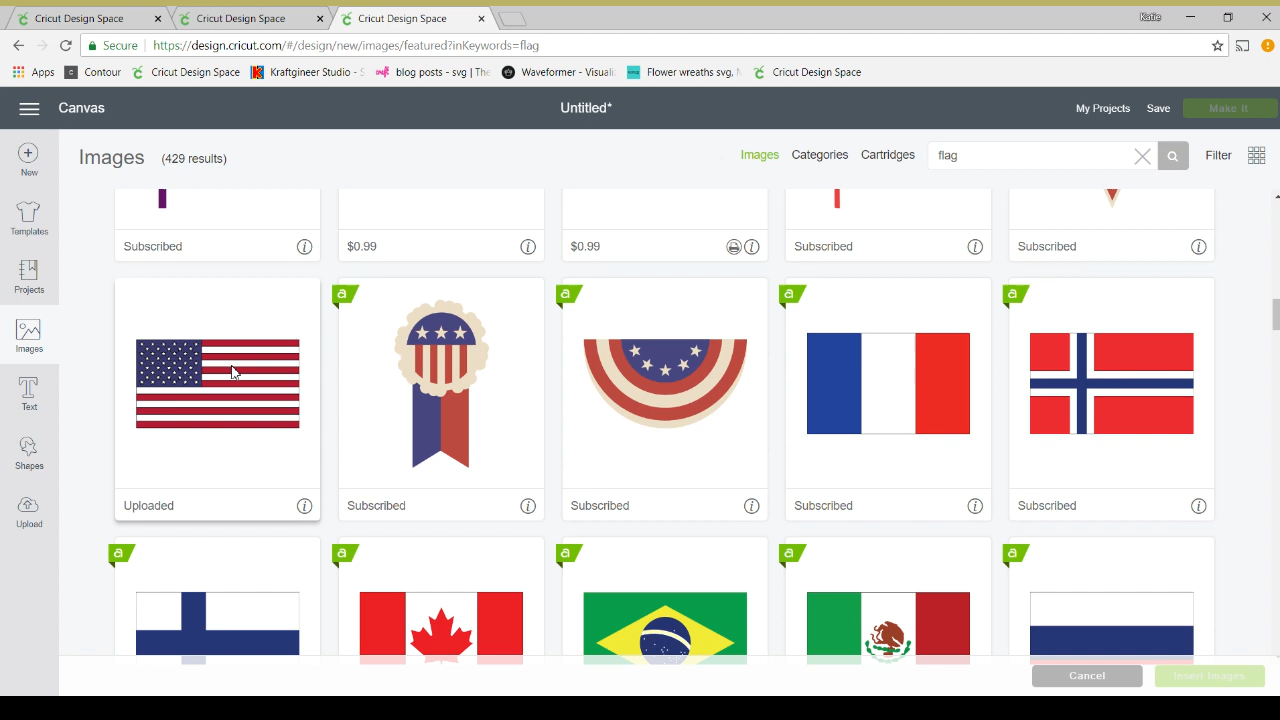 Cricut Design Space
Cricut Design Space
Cricut Design Space
Katie
Secure
https://design.cricut.com/#/design/new/images/featured?inKeywords=flag
Apps
Contour
Cricut Design Space
Kraftgineer Studio - S
blog posts - cg | The
Waveformer - Visuali
Flower wreaths cg, M
Cricut Design Space
Canvas
Untitled*
My Projects
Save
Make It
New
Templates
Projects
Images
Text
Shapes
Upload
Images (429 results)
Images
Categories
Cartridges
flag
Filter
Subscribed
$0.99
$0.99
Subscribed
Subscribed
a
a
a
a
Uploaded
Subscribed
Subscribed
Subscribed
Subscribed
a
a
a
a
a
Cancel
Insert Images